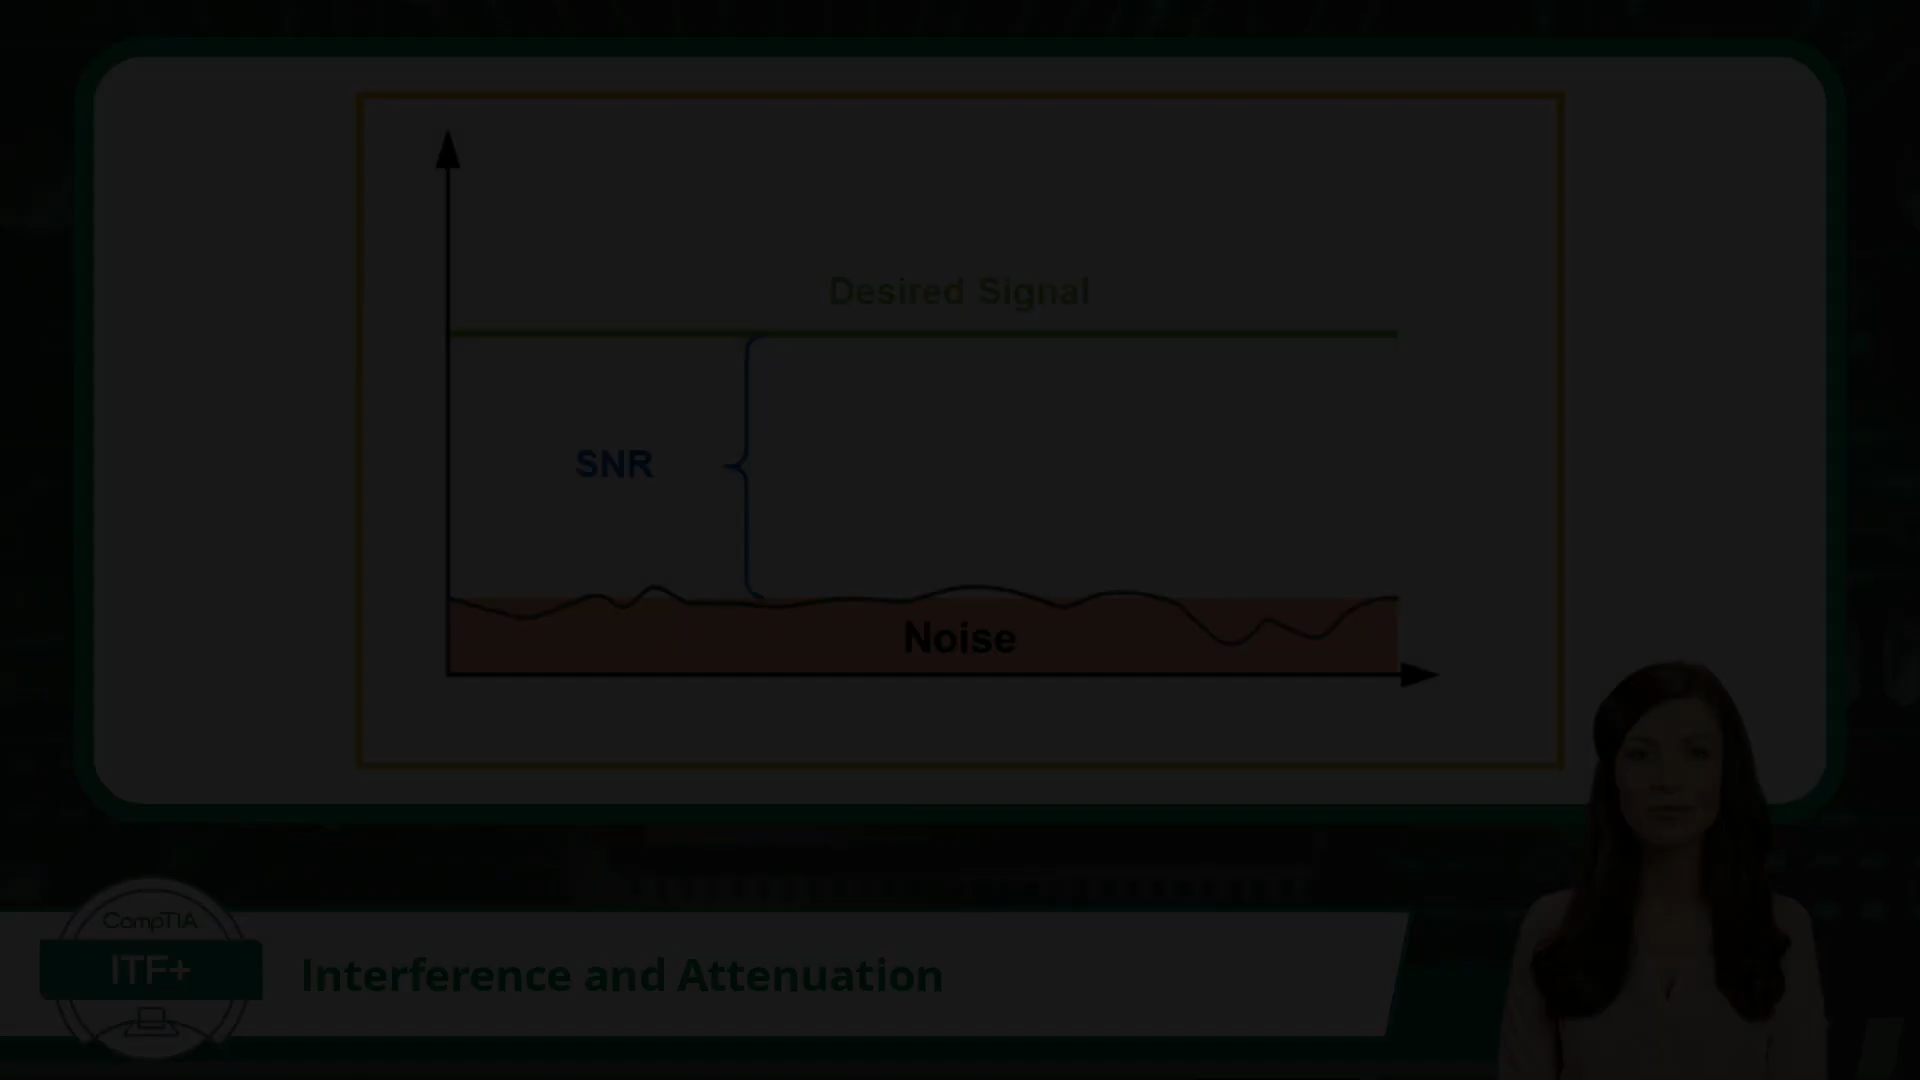 Desired Signal
SNR
Noise
CompTIA
ITF+
Interference and Attenuation